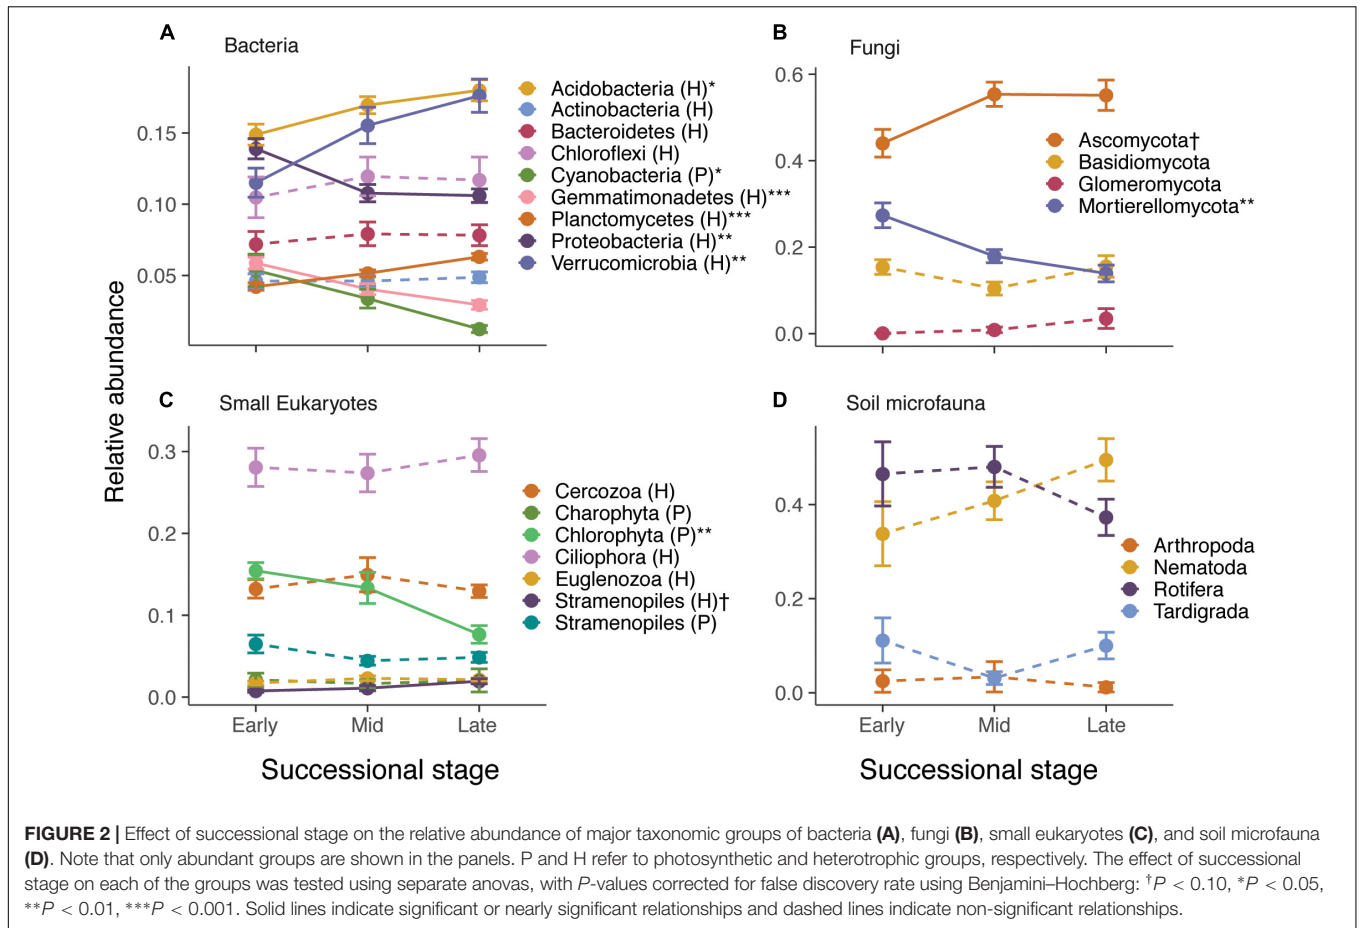 A
Bacteria
0.15
0.10
0.05
Acidobacteria (H)*
Actinobacteria (H)
Bacteroidetes (H)
Chloroflexi (H)
Cyanobacteria (P)*
Gemmatimonadetes (H)***
Planctomycetes (H)***
Proteobacteria (H)**
Verrucomicrobia (H)**
B
Fungi
0.6
0.4
0.2
0.0
Ascomycota†
Basidiomycota
Glomeromycota
Mortierellomycota**
Relative abundance
C
Small Eukaryotes
0.3
0.2
0.1
0.0
Early Mid Late
Successional stage
Cercozoa (H)
Charophyta (P)
Chlorophyta (P)**
Ciliophora (H)
Euglenozoa (H)
Stramenopiles (H)†
Stramenopiles (P)
D
Soil microfauna
0.4
0.2
0.0
Early Mid Late
Successional stage
Arthropoda
Nematoda
Rotifera
Tardigrada
FIGURE 2 | Effect of successional stage on the relative abundance of major taxonomic groups of bacteria (A), fungi (B), small eukaryotes (C), and soil microfauna
(D). Note that only abundant groups are shown in the panels. P and H refer to photosynthetic and heterotrophic groups, respectively. The effect of successional
stage on each of the groups was tested using separate anovas, with P-values corrected for false discovery rate using Benjamini–Hochberg: †P < 0.10, *P < 0.05,
**P < 0.01, ***P < 0.001. Solid lines indicate significant or nearly significant relationships and dashed lines indicate non-significant relationships.